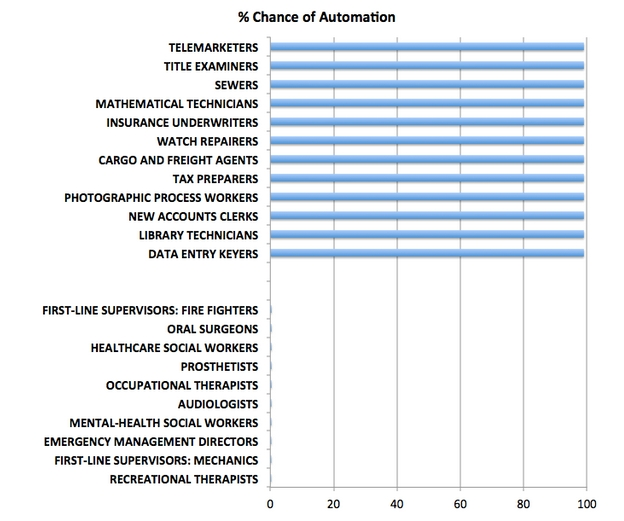 % Chance of Automation
TELEMARKETERS
TITLE EXAMINERS
SEWERS
MATHEMATICAL TECHNICIANS
INSURANCE UNDERWRITERS
WATCH REPAIRERS
CARGO AND FREIGHT AGENTS
TAX PREPARERS
PHOTOGRAPHIC PROCESS WORKERS
NEW ACCOUNTS CLERKS
LIBRARY TECHNICIANS
DATA ENTRY KEYERS
FIRST-LINE SUPERVISORS: FIRE FIGHTERS
ORAL SURGEONS
HEALTHCARE SOCIAL WORKERS
PROSTHETISTS
OCCUPATIONAL THERAPISTS
AUDIOLOGISTS
MENTAL-HEALTH SOCIAL WORKERS
EMERGENCY MANAGEMENT DIRECTORS
FIRST-LINE SUPERVISORS: MECHANICS
RECREATIONAL THERAPISTS
0 20 40 60 80 100